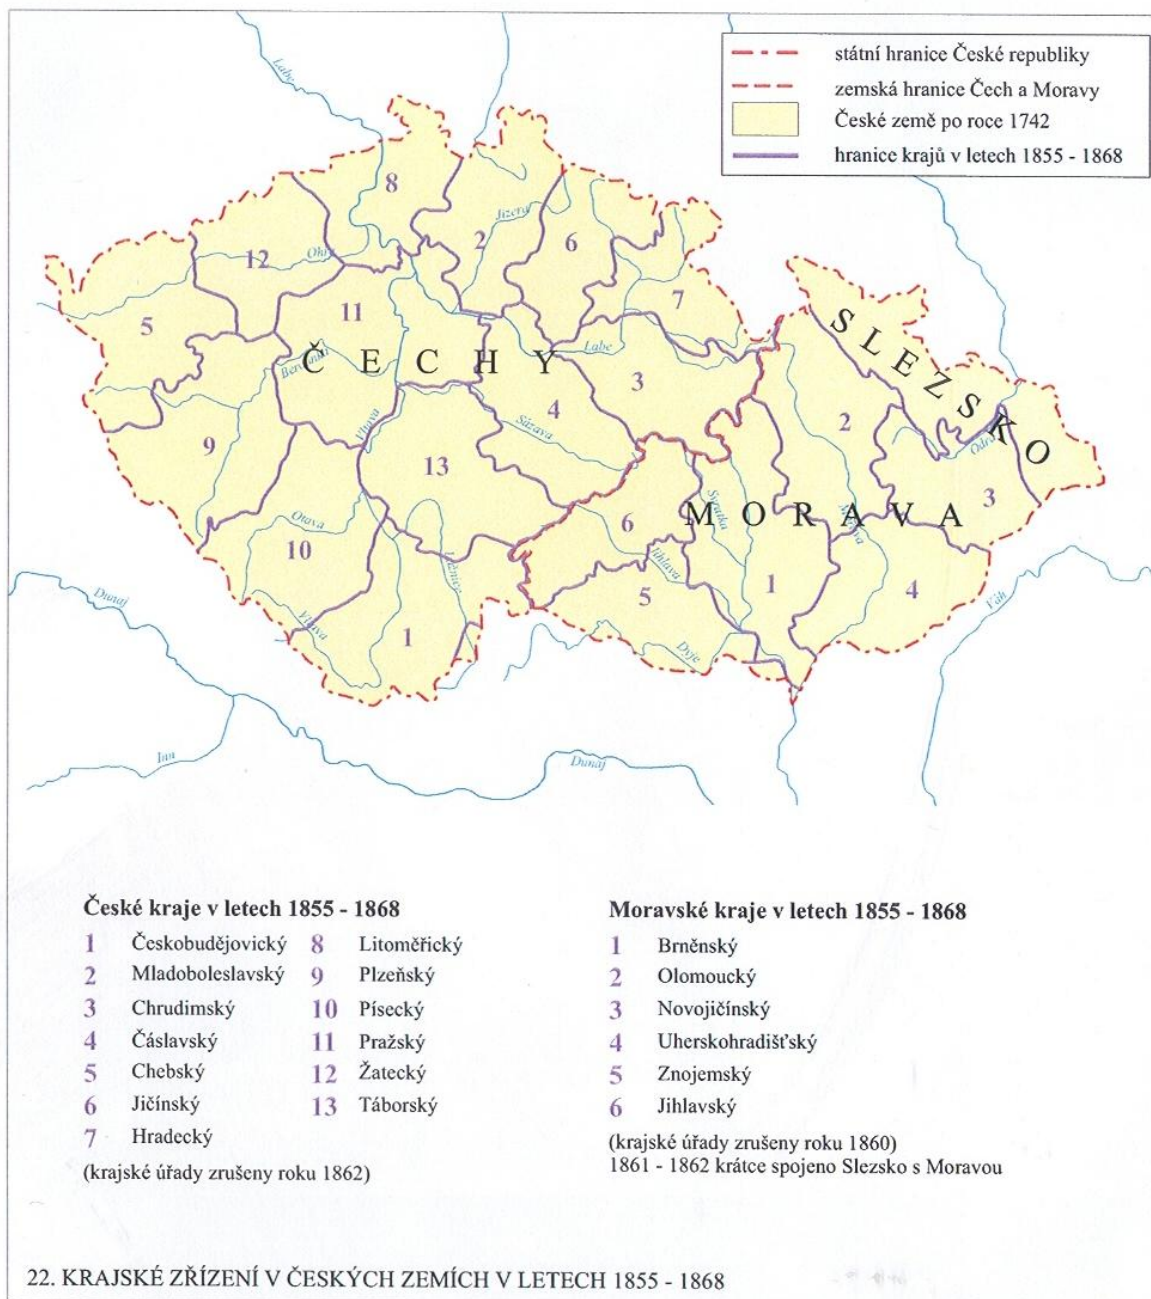 státní hranice České republiky
zemská hranice Čech a Moravy
České země po roce 1742
hranice krajů v letech 1855 - 1868
Labe
8
Jizera
2
6
12
Ohře
7
5
11
SLEZSKO
ČECHY
Berounka
Labe
3
4
2
Vltava
Sázava
9
13
Odra
3
Otava
6
Svratka
MORAVA
Morava
10
Jihlava
Lužnice
5
1
4
Váh
Dunaj
Vltava
1
Dyje
Inn
Dunaj
České kraje v letech 1855 - 1868
1 Českobudějovický 8 Litoměřický
2 Mladoboleslavský 9 Plzeňský
3 Chrudimský 10 Písecký
4 Čáslavský 11 Pražský
5 Chebský 12 Žatecký
6 Jičínský 13 Táborský
7 Hradecký
(krajské úřady zrušeny roku 1862)
Moravské kraje v letech 1855 - 1868
1 Brněnský
2 Olomoucký
3 Novojičínský
4 Uherskohradišťský
5 Znojemský
6 Jihlavský
(krajské úřady zrušeny roku 1860)
1861 - 1862 krátce spojeno Slezsko s Moravou
22. KRAJSKÉ ZŘÍZENÍ V ČESKÝCH ZEMÍCH V LETECH 1855 - 1868